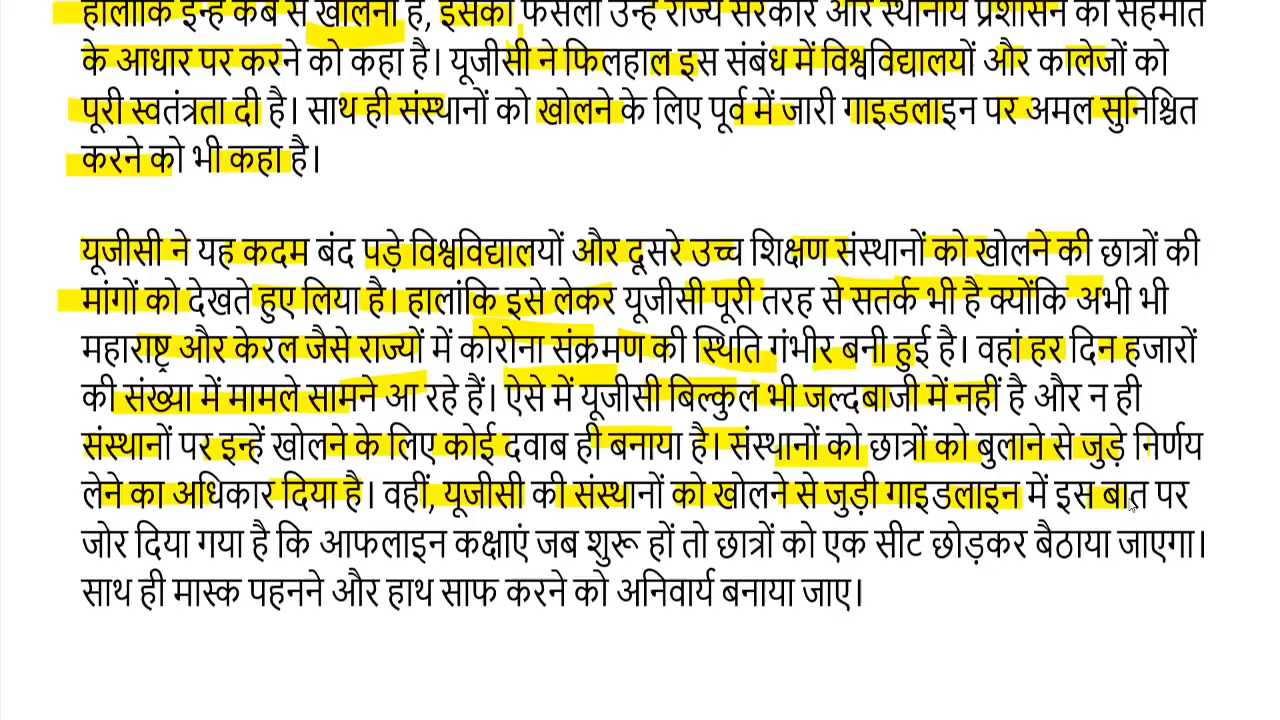 हालांकि इन्हें कब से खोलना है, इसका फैसला उन्हें राज्य सरकार और स्थानीय प्रशासन की सहमति
के आधार पर करने को कहा है। यूजीसी ने फिलहाल इस संबंध में विश्वविद्यालयों और कालेजों को
पूरी स्वतंत्रता दी है। साथ ही संस्थानों को खोलने के लिए पूर्व में जारी गाइडलाइन पर अमल सुनिश्चित
करने को भी कहा है।
यूजीसी ने यह कदम बंद पड़े विश्वविद्यालयों और दूसरे उच्च शिक्षण संस्थानों को खोलने की छात्रों की
मांगों को देखते हुए लिया है। हालांकि इसे लेकर यूजीसी पूरी तरह से सतर्क भी है क्योंकि अभी भी
महाराष्ट्र और केरल जैसे राज्यों में कोरोना संक्रमण की स्थिति गंभीर बनी हुई है। वहां हर दिन हजारों
की संख्या में मामले सामने आ रहे हैं। ऐसे में यूजीसी बिल्कुल भी जल्दबाजी में नहीं है और न ही
संस्थानों पर इन्हें खोलने के लिए कोई दवाब ही बनाया है। संस्थानों को छात्रों को बुलाने से जुड़े निर्णय
लेने का अधिकार दिया है। वहीं, यूजीसी की संस्थानों को खोलने से जुड़ी गाइडलाइन में इस बात पर
जोर दिया गया है कि आफलाइन कक्षाएं जब शुरू हों तो छात्रों को एक सीट छोड़कर बैठाया जाएगा।
साथ ही मास्क पहनने और हाथ साफ करने को अनिवार्य बनाया जाए।